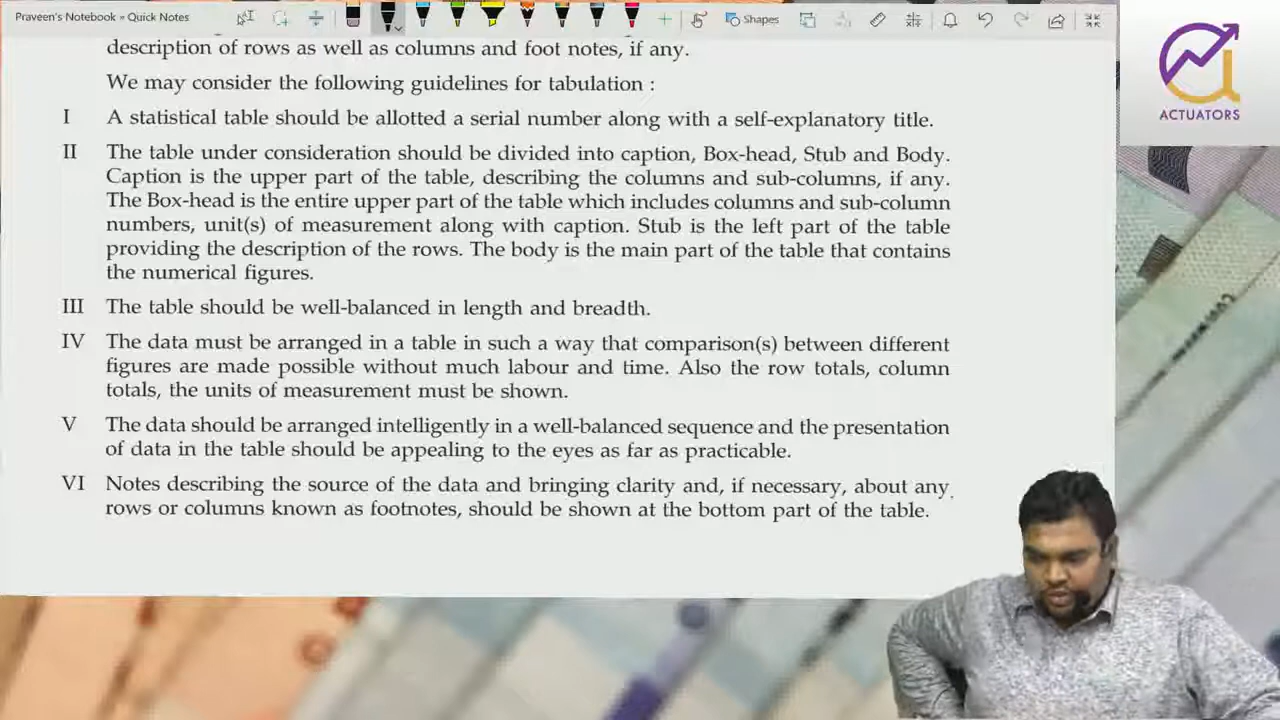 Praveen's Notebook » Quick Notes
Shapes
description of rows as well as columns and foot notes, if any.
We may consider the following guidelines for tabulation :
I A statistical table should be allotted a serial number along with a self-explanatory title.
II The table under consideration should be divided into caption, Box-head, Stub and Body.
Caption is the upper part of the table, describing the columns and sub-columns, if any.
The Box-head is the entire upper part of the table which includes columns and sub-column
numbers, unit(s) of measurement along with caption. Stub is the left part of the table
providing the description of the rows. The body is the main part of the table that contains
the numerical figures.
III The table should be well-balanced in length and breadth.
IV The data must be arranged in a table in such a way that comparison(s) between different
figures are made possible without much labour and time. Also the row totals, column
totals, the units of measurement must be shown.
V The data should be arranged intelligently in a well-balanced sequence and the presentation
of data in the table should be appealing to the eyes as far as practicable.
VI Notes describing the source of the data and bringing clarity and, if necessary, about any
rows or columns known as footnotes, should be shown at the bottom part of the table.
ACTUATORS